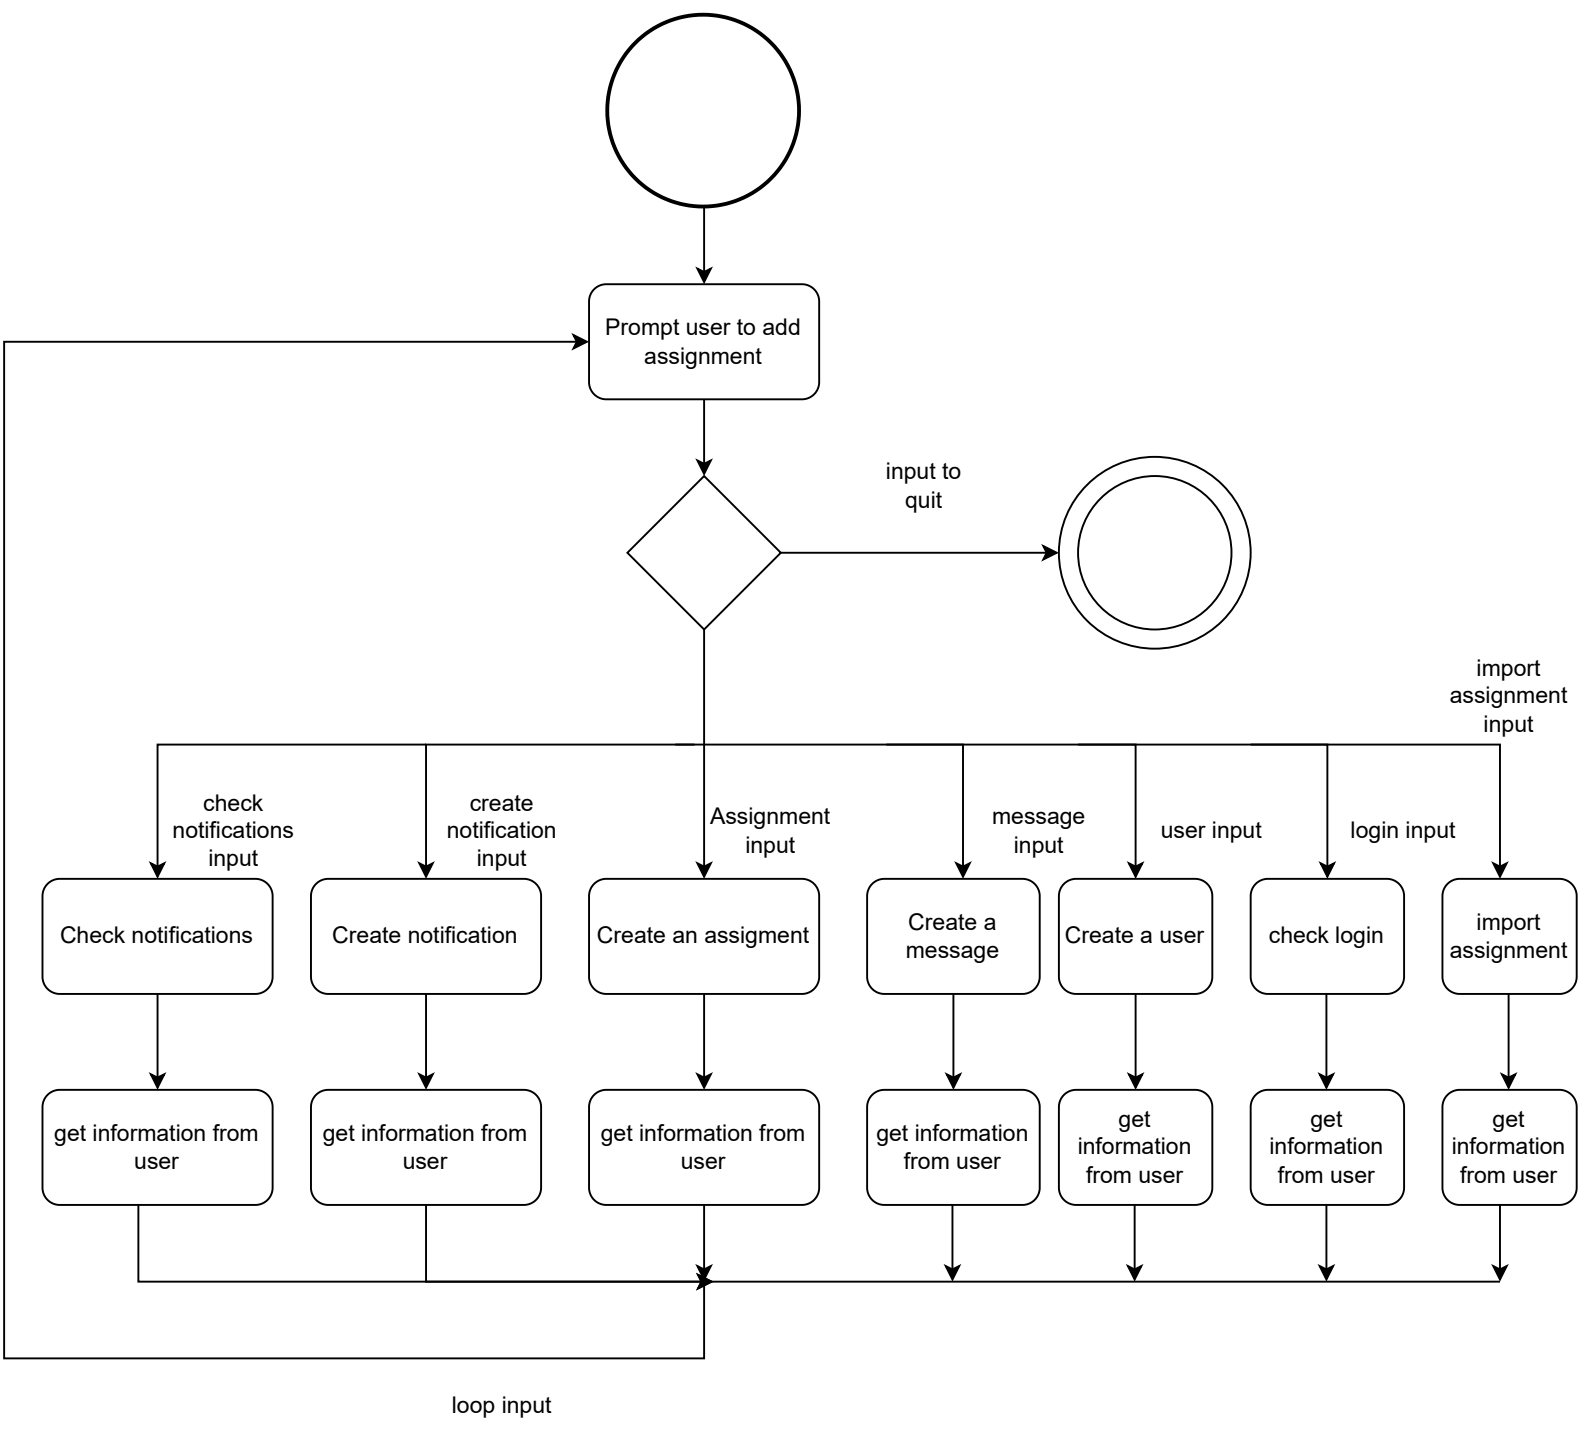 Prompt user to add
assignment
input to
quit
import
assignment
input
check
notifications
input
create
notification
input
Assignment
input
message
input
user input
login input
Check notifications
Create notification
Create an assigment
Create a
message
Create a user
check login
import
assignment
get information from
user
get information from
user
get information from
user
get information
from user
get
information
from user
get
information
from user
get
information
from user
loop input